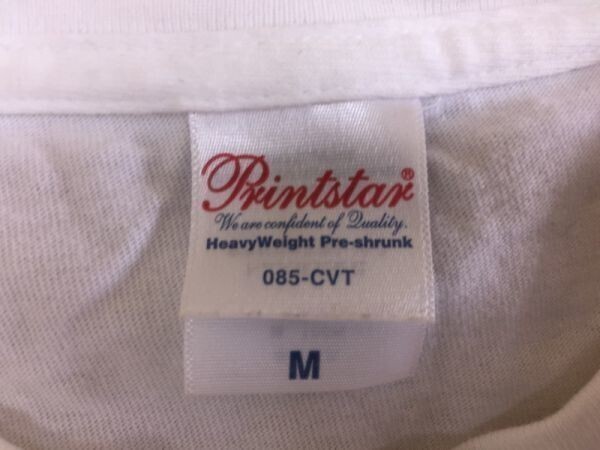 Printstar®
We are confident of Quality.
HeavyWeight Pre-shrunk
085-CVT
M